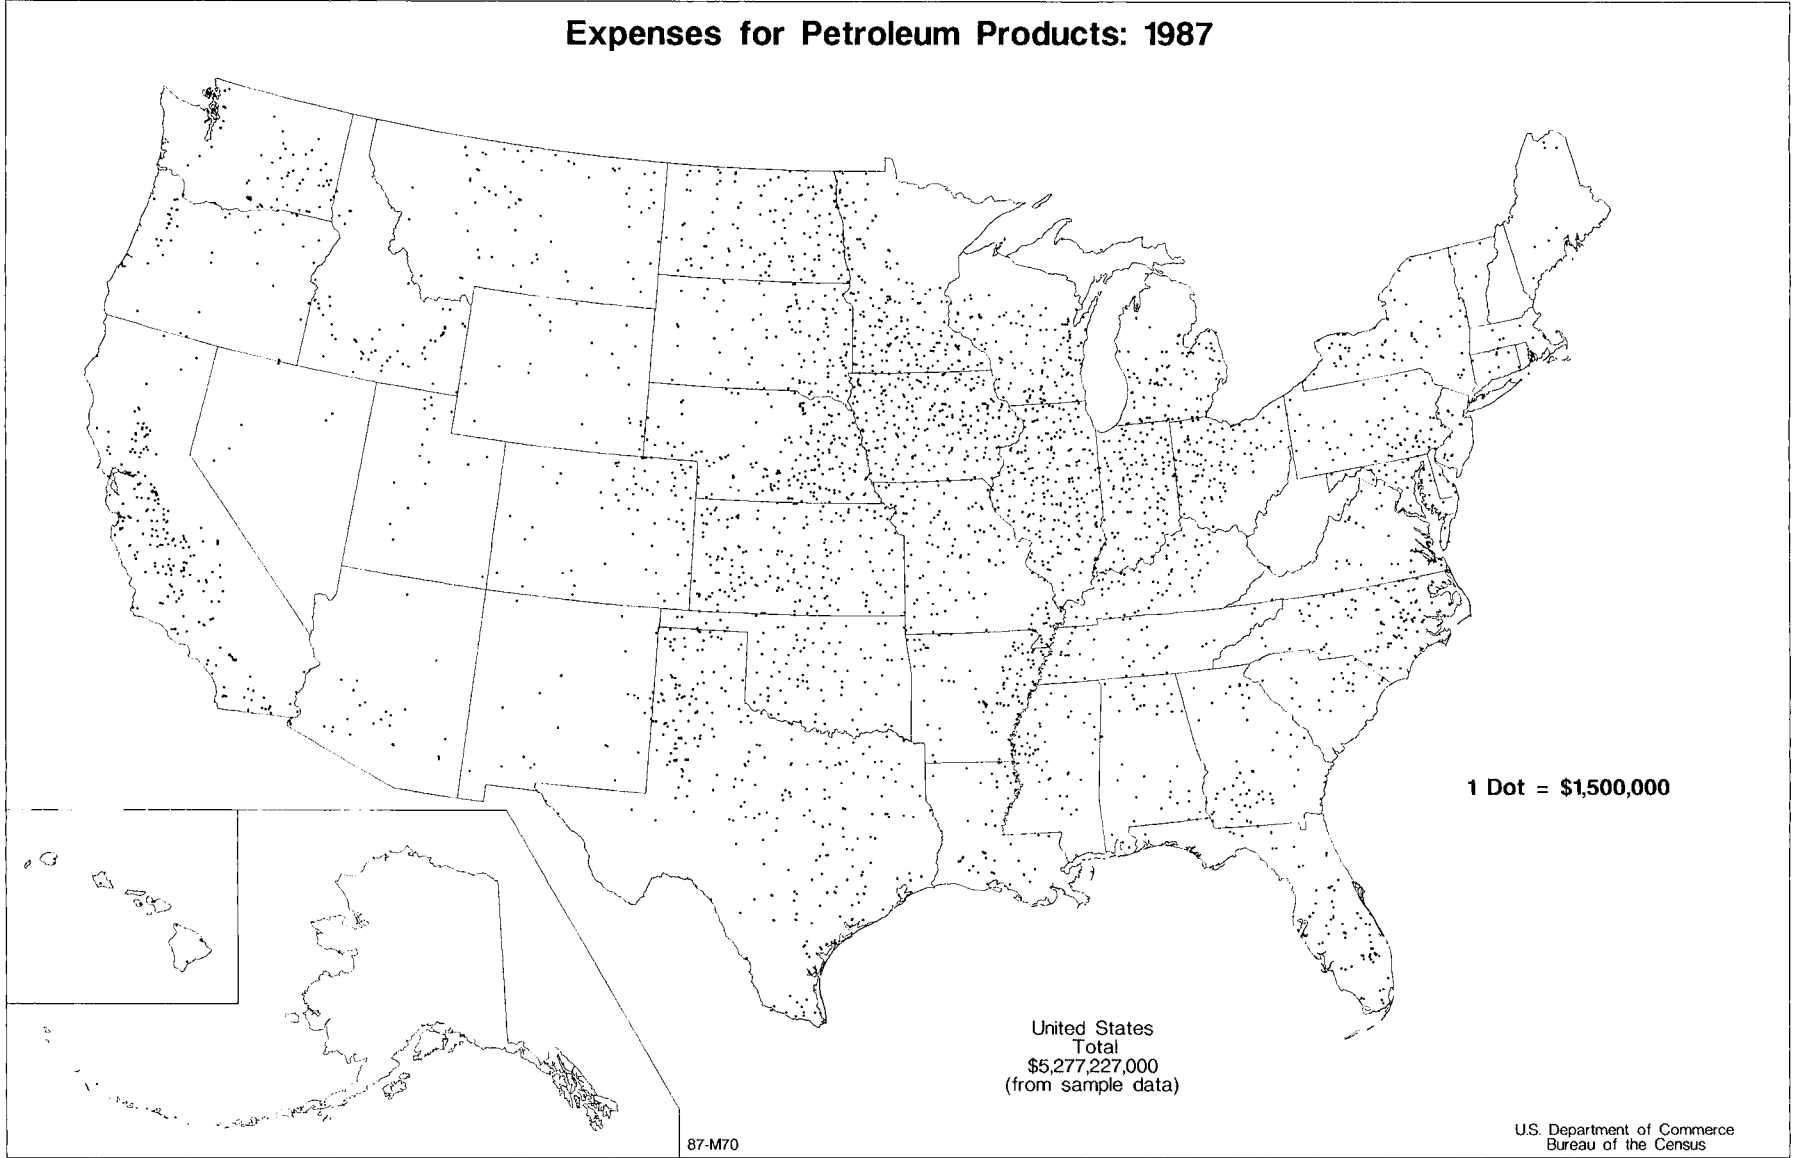 Expenses for Petroleum Products: 1987
1 Dot = $1,500,000
United States
Total
$5,277,227,000
(from sample data)
87-M70
U.S. Department of Commerce
Bureau of the Census